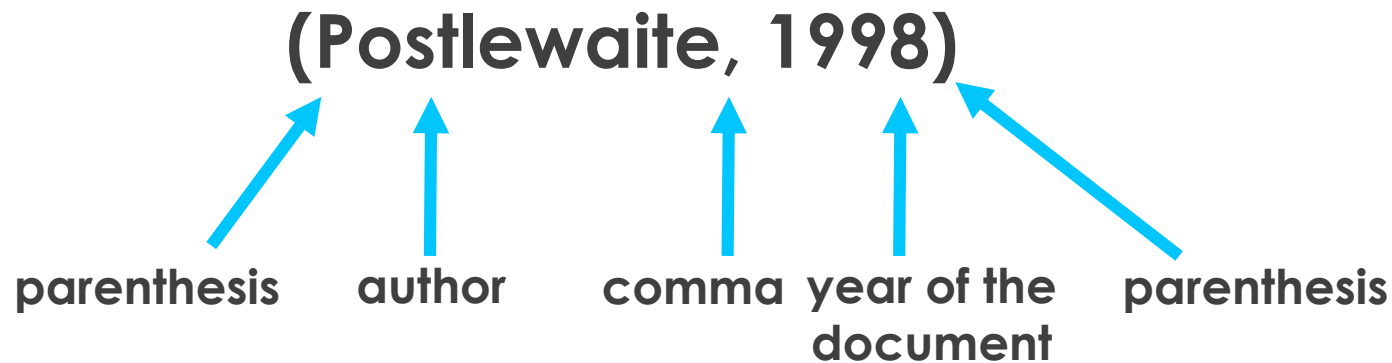 (Postlewaite, 1998)
parenthesis author comma year of the parenthesis
document